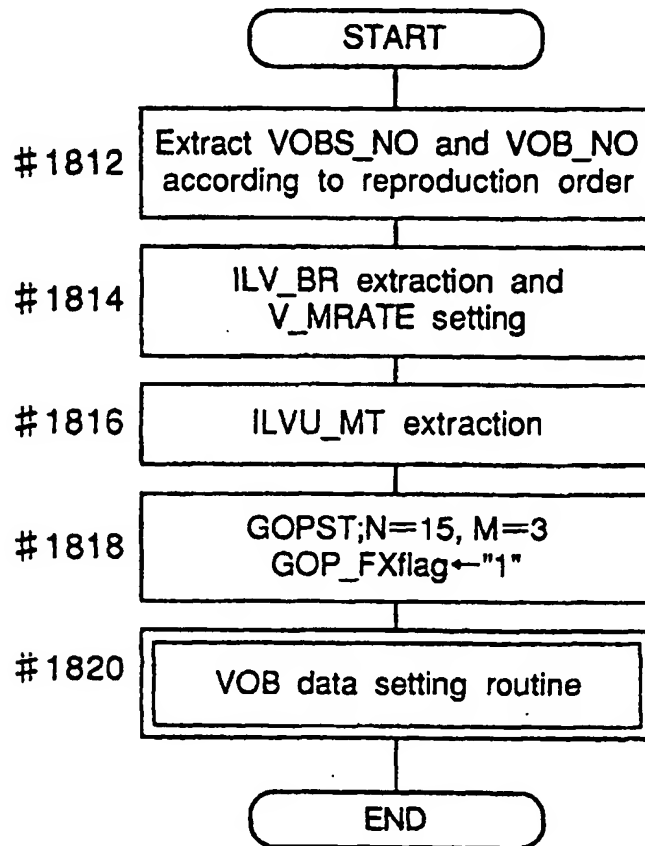 START
#1812
Extract VOBS_NO and VOB_NO
according to reproduction order
#1814
ILV_BR extraction and
V_MRATE setting
#1816
ILVU_MT extraction
#1818
GOPST;N=15, M=3
GOP_FXflag←"1"
#1820
VOB data setting routine
END